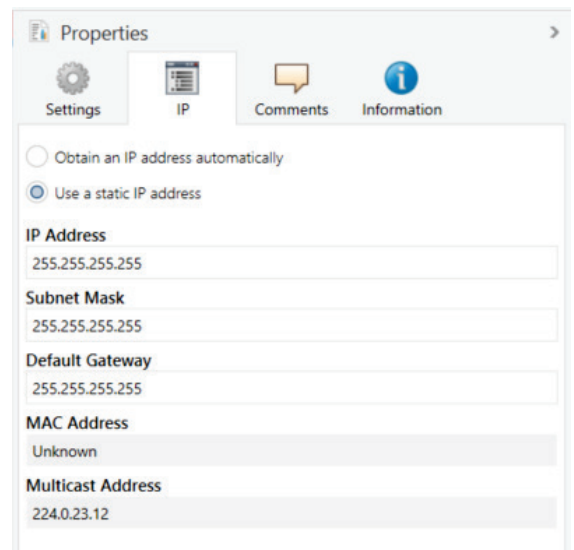 Properties
Settings IP Comments Information
Obtain an IP address automatically
Use a static IP address
IP Address
255.255.255.255
Subnet Mask
255.255.255.255
Default Gateway
255.255.255.255
MAC Address
Unknown
Multicast Address
224.0.23.12